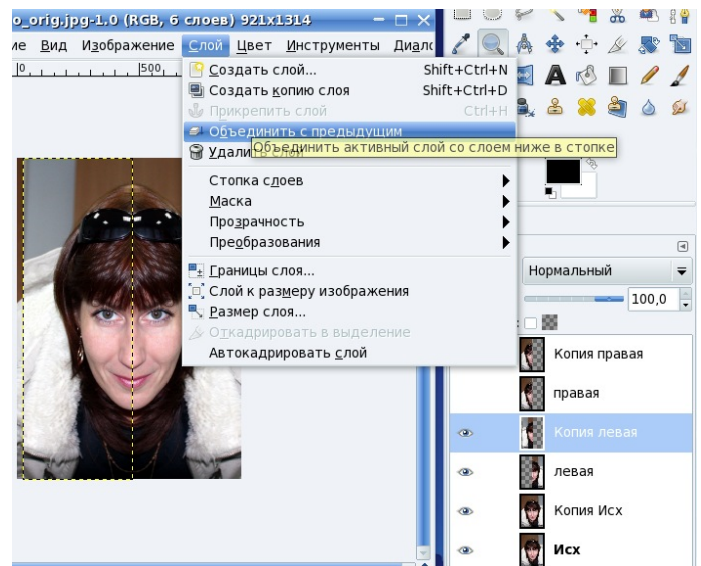 o_orig.jpg-1.0 (RGB, 6 слоев) 921x1314
ие Вид Изображение Слой Цвет Инструменты Диало
0 500
Создать слой... Shift+Ctrl+N
Создать копию слоя Shift+Ctrl+D
Прикрепить слой Ctrl+H
Объединить с предыдущим
Объединить активный слой со слоем ниже в стопке
Удалить слой
Стопка слоев
Маска
Прозрачность
Преобразования
Границы слоя...
Слой к размеру изображения
Размер слоя...
Откадрировать в выделение
Автокадрировать слой
Нормальный
100,0
Копия правая
правая
Копия левая
левая
Копия Исх
Исх